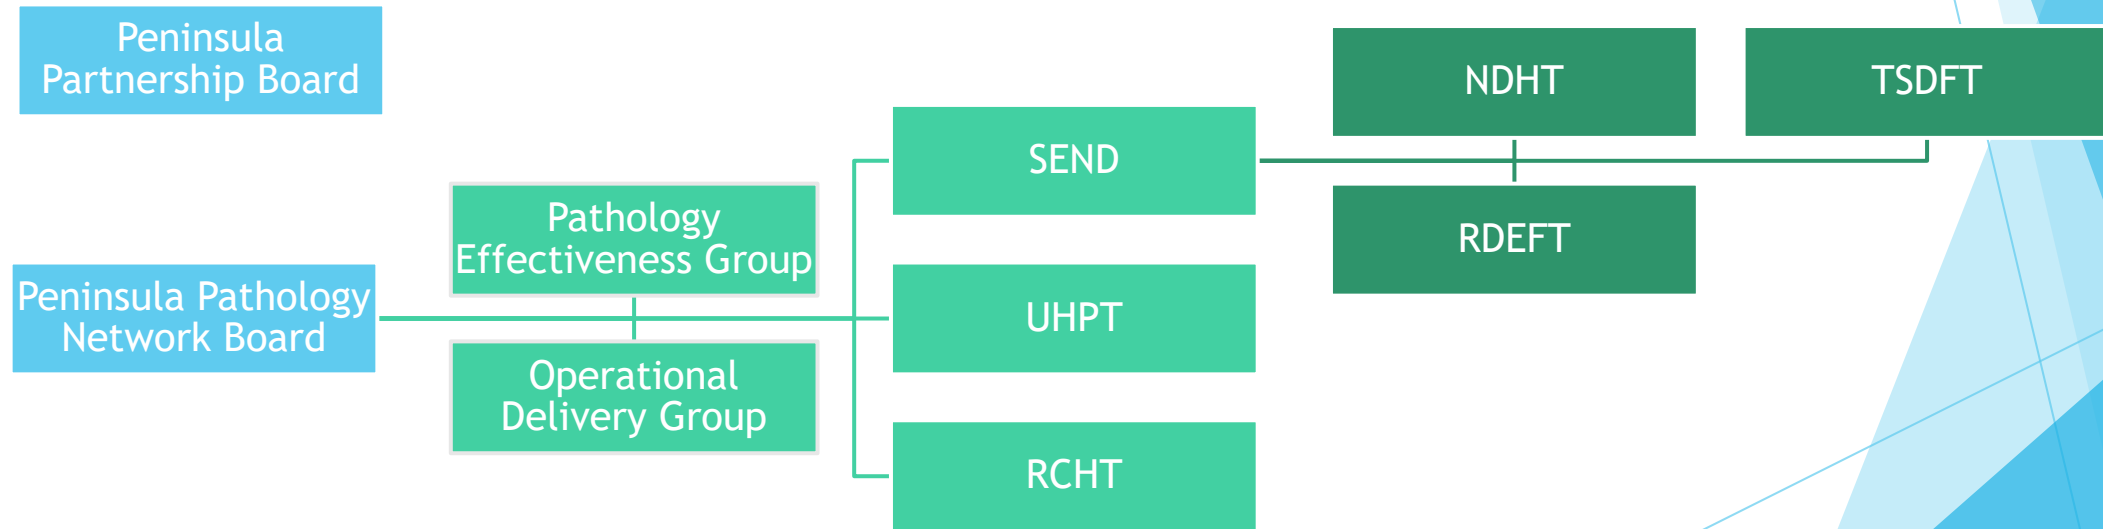 Peninsula
Partnership Board
Peninsula Pathology
Network Board
Pathology
Effectiveness Group
Operational
Delivery Group
SEND
UHPT
RCHT
NDHT
RDEFT
TSDFT